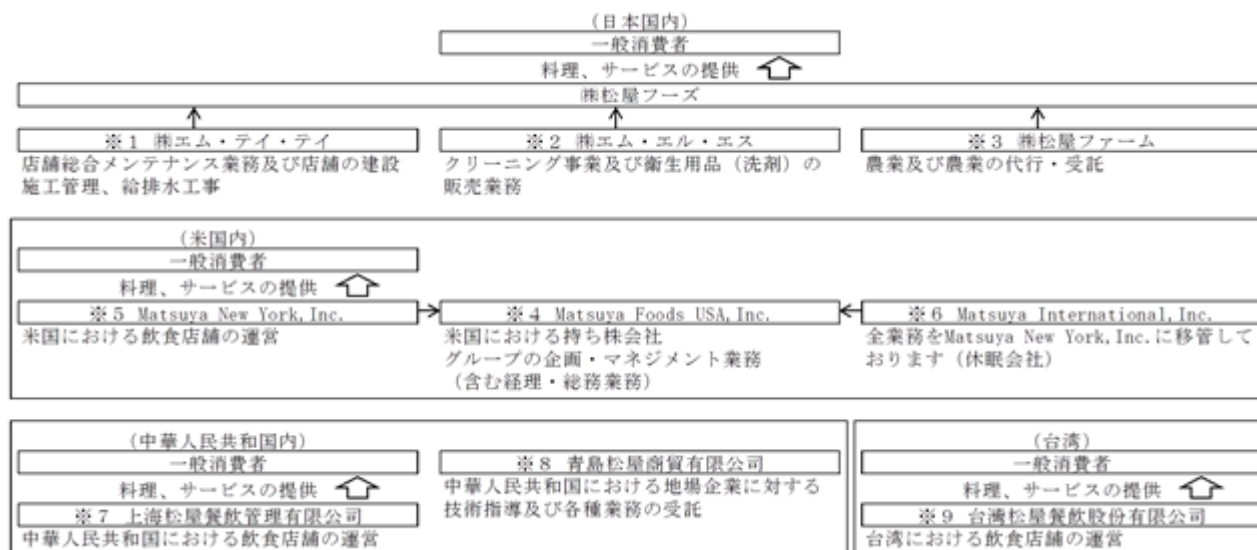 （日本国内）
一般消費者
料理、サービスの提供
㈱松屋フーズ
※１ ㈱エム・テイ・テイ
店舗総合メンテナンス業務及び店舗の建設
施工管理、給排水工事
※２ ㈱エム・エル・エス
クリーニング事業及び衛生用品（洗剤）の
販売業務
※３ ㈱松屋ファーム
農業及び農業の代行・受託
（米国内）
一般消費者
料理、サービスの提供
※５ Matsuya New York,Inc.
米国における飲食店舗の運営
※４ Matsuya Foods USA,Inc.
米国における持ち株会社
グループの企画・マネジメント業務
（含む経理・総務業務）
※６ Matsuya International,Inc.
全業務をMatsuya New York,Inc.に移管して
おります（休眠会社）
（中華人民共和国内）
一般消費者
料理、サービスの提供
※７ 上海松屋餐飲管理有限公司
中華人民共和国における飲食店舗の運営
※８ 青島松屋商貿有限公司
中華人民共和国における地場企業に対する
技術指導及び各種業務の受託
（台湾）
一般消費者
料理、サービスの提供
※９ 台灣松屋餐飲股份有限公司
台湾における飲食店舗の運営